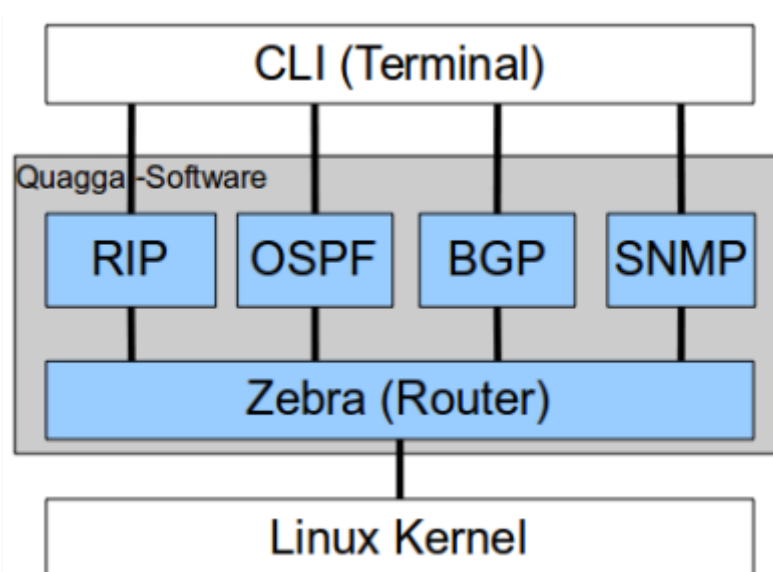 CLI (Terminal)
Quagga -Software
RIP OSPF BGP SNMP
Zebra (Router)
Linux Kernel